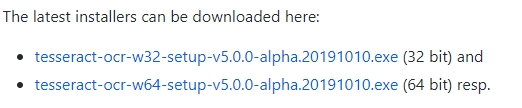 The latest installers can be downloaded here:
• tesseract-ocr-w32-setup-v5.0.0-alpha.20191010.exe (32 bit) and
• tesseract-ocr-w64-setup-v5.0.0-alpha.20191010.exe (64 bit) resp.